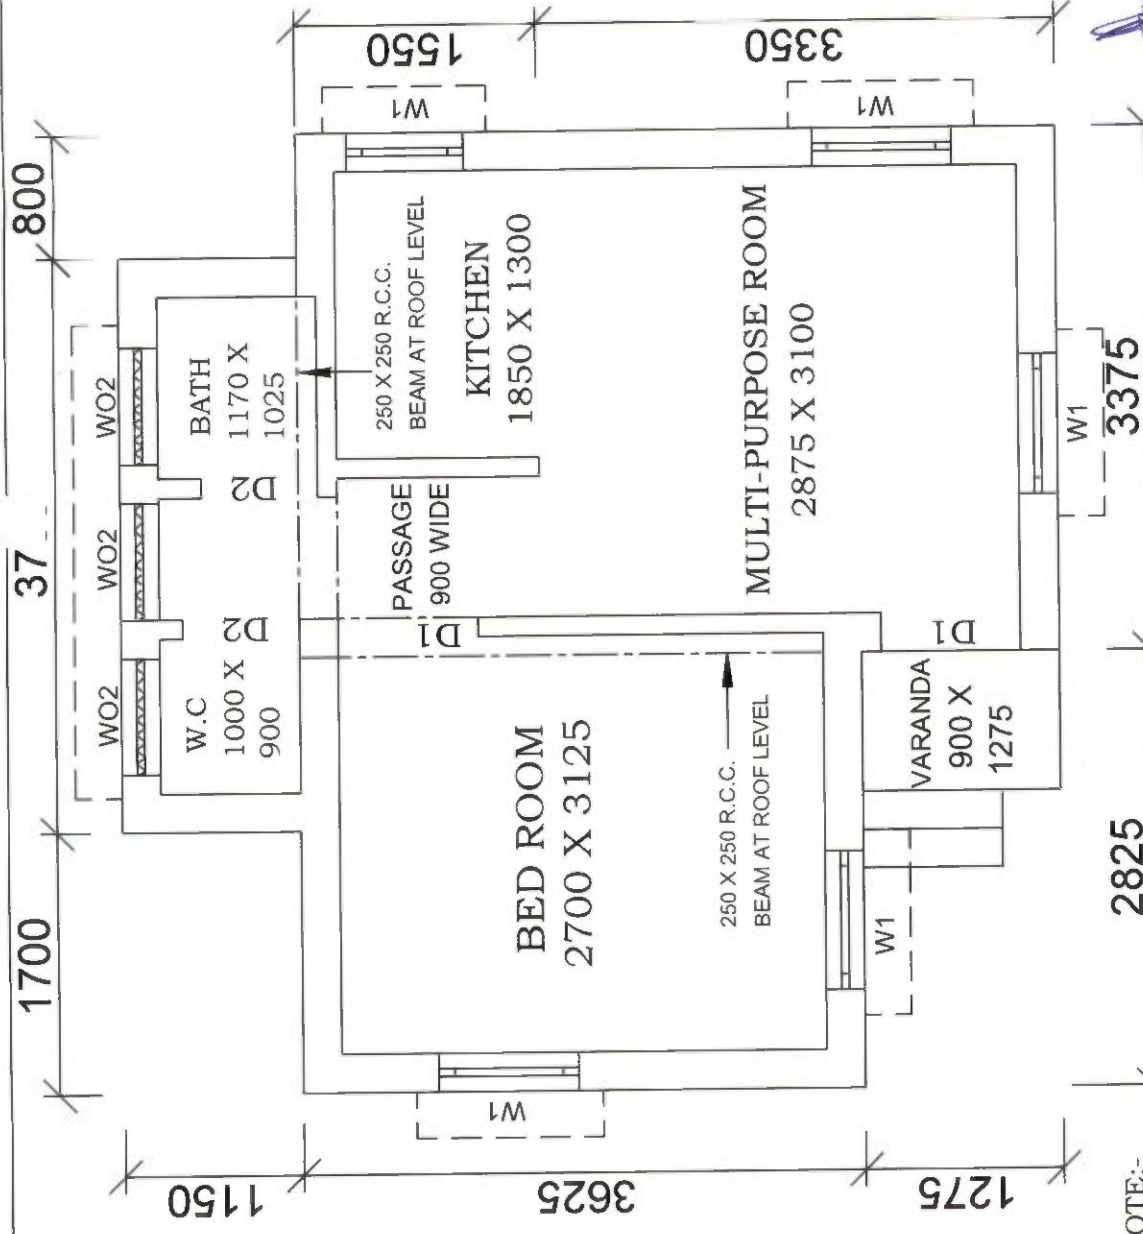 1700
37
800
WO2
WO2
WO2
W.C
1000 X
900
D2
D2
BATH
1170 X
1025
1150
3625
1275
1550
3350
W1
W1
W1
W1
W1
250 X 250 R.C.C.
BEAM AT ROOF LEVEL
KITCHEN
1850 X 1300
PASSAGE
900 WIDE
D1
BED ROOM
2700 X 3125
250 X 250 R.C.C.
BEAM AT ROOF LEVEL
MULTI-PURPOSE ROOM
2875 X 3100
D1
VARANDA
900 X
1275
2825
3375
OTE:-